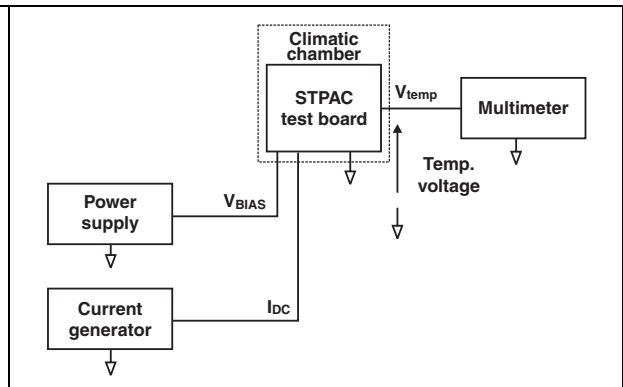 Climatic
chamber
STPAC
test board
Vtemp
Multimeter
Temp.
voltage
Power
supply
VBIAS
Current
generator
IDC